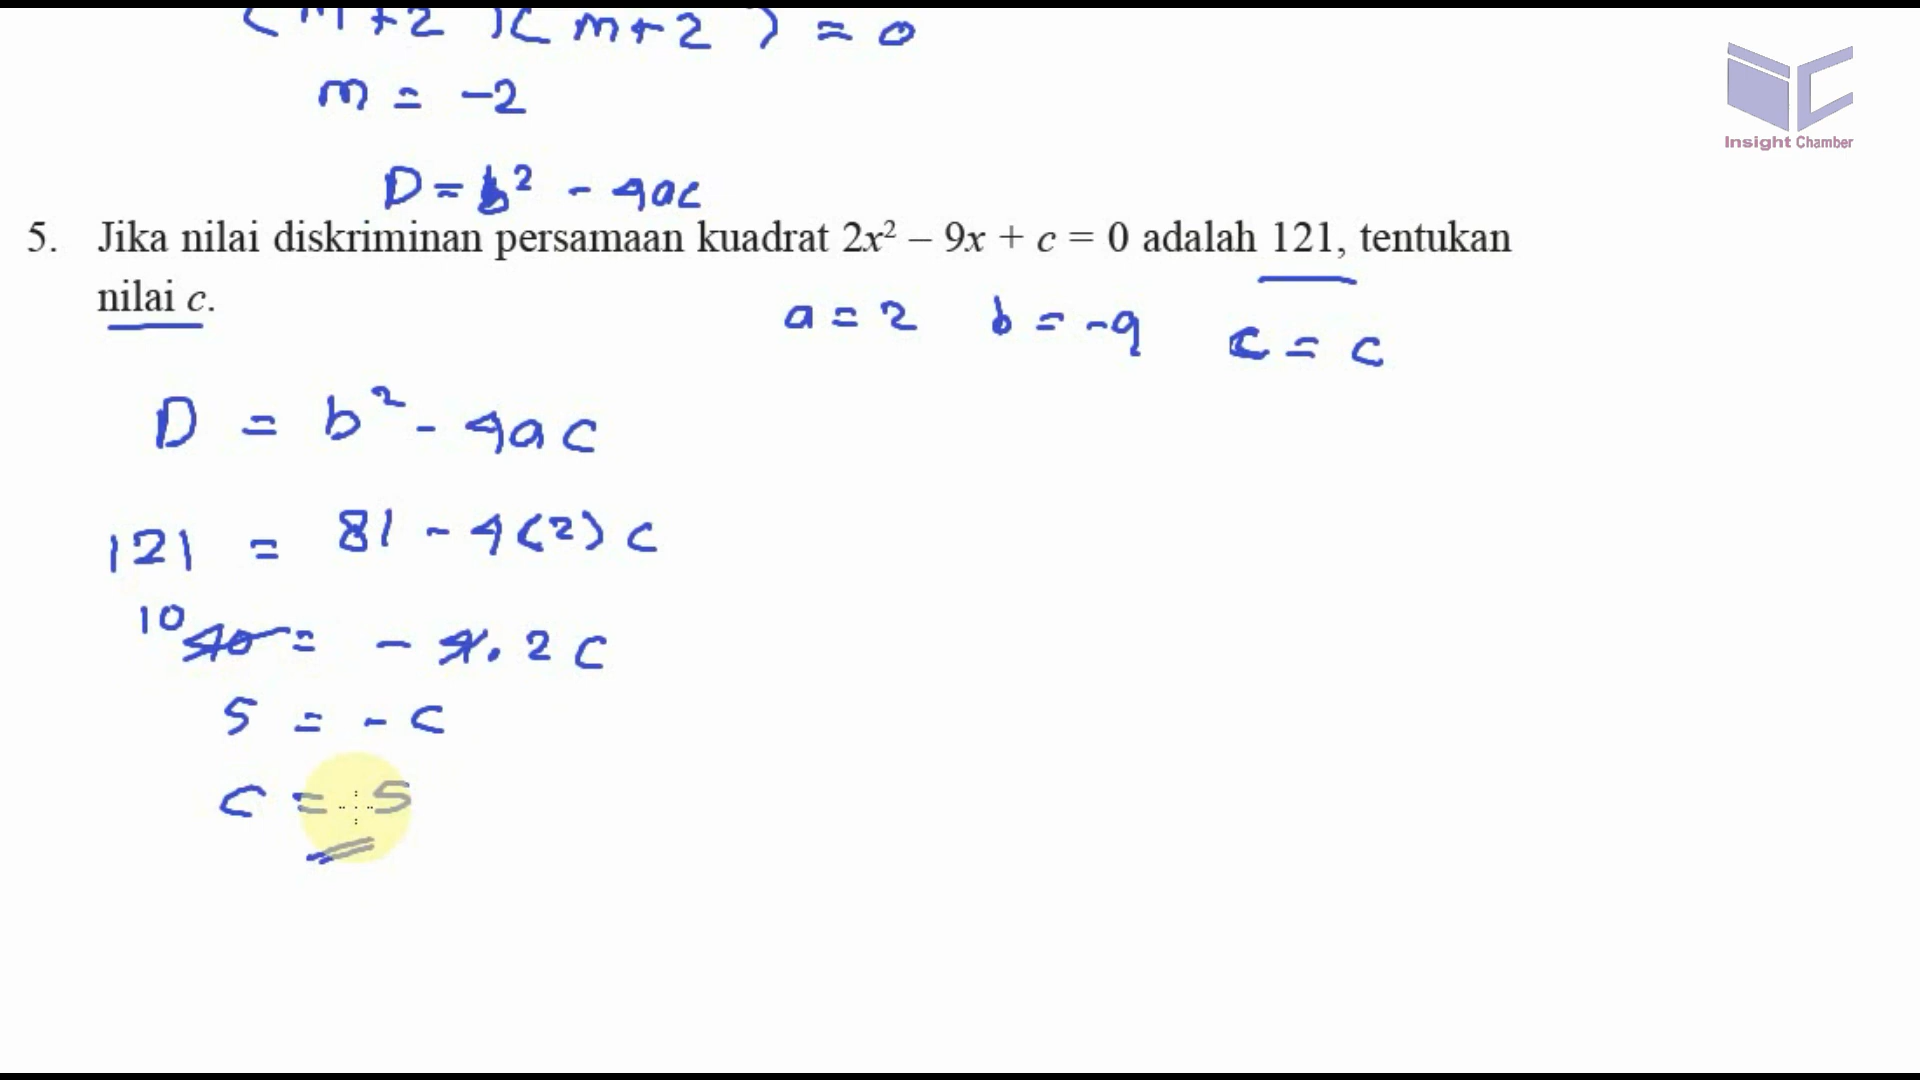 (m+2)(m+2) = 0
m = -2
Insight Chamber
D = b² - 4ac
5. Jika nilai diskriminan persamaan kuadrat 2x² – 9x + c = 0 adalah 121, tentukan
nilai c.
a = 2 b = -9 c = c
D = b² - 4ac
121 = 81 - 4(2)c
10 40 = - 4.2c
5 = - c
c = -5